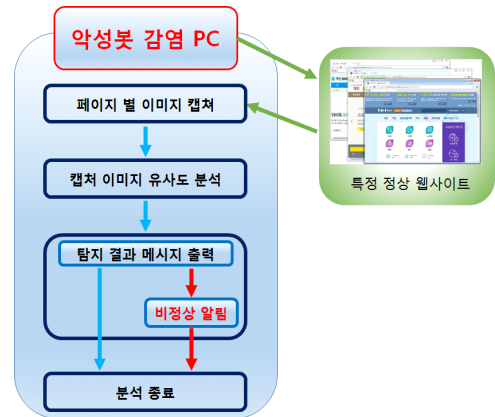 악성봇 감염 PC
페이지 별 이미지 캡쳐
캡처 이미지 유사도 분석
탐지 결과 메시지 출력
비정상 알림
분석 종료
NH
특정 정상 웹사이트